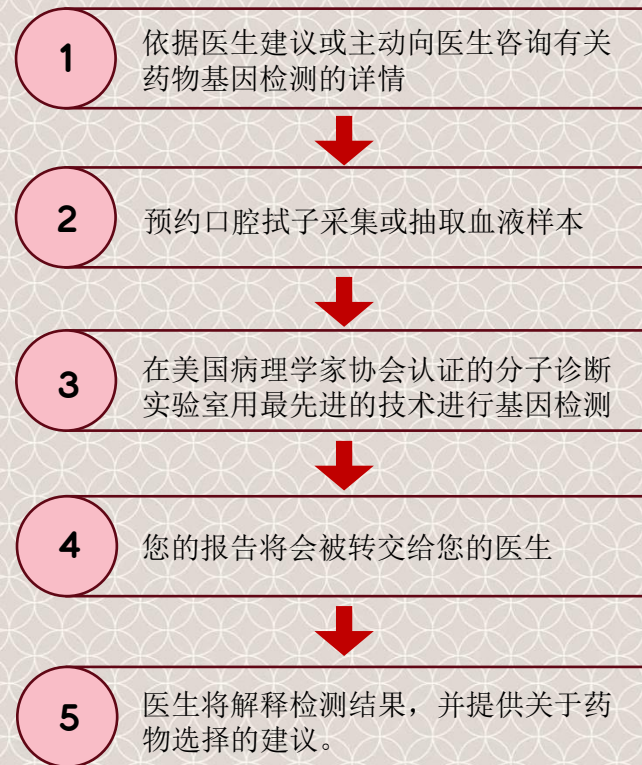 1
依据医生建议或主动向医生咨询有关
药物基因检测的详情
2
预约口腔拭子采集或抽取血液样本
3
在美国病理学家协会认证的分子诊断
实验室用最先进的技术进行基因检测
4
您的报告将会被转交给您的医生
5
医生将解释检测结果，并提供关于药
物选择的建议。